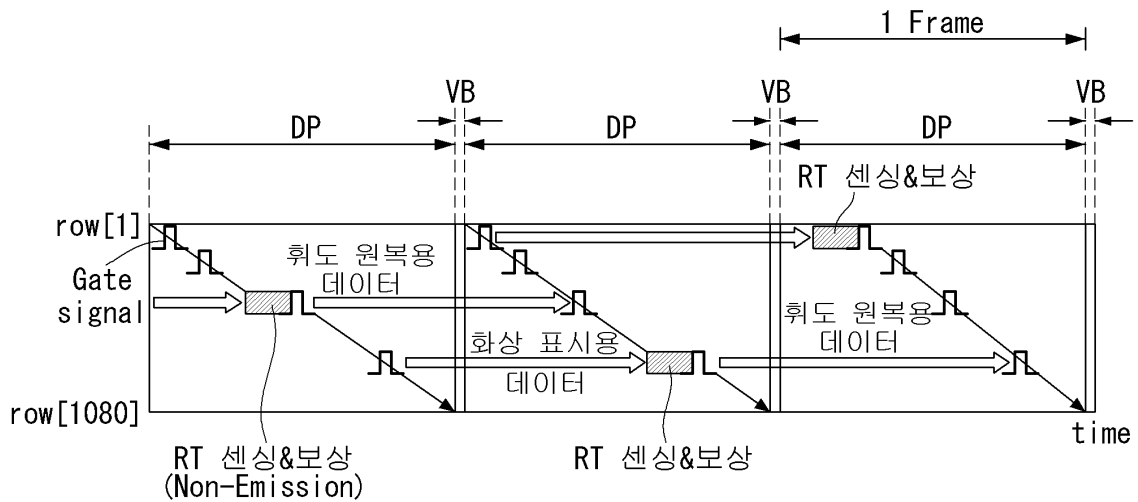 1 Frame
VB
VB
VB
DP
DP
DP
RT 센싱&보상
row[1]
Gate
signal
휘도 원복용
데이터
화상 표시용
데이터
휘도 원복용
데이터
row[1080]
time
RT 센싱&보상
(Non-Emission)
RT 센싱&보상